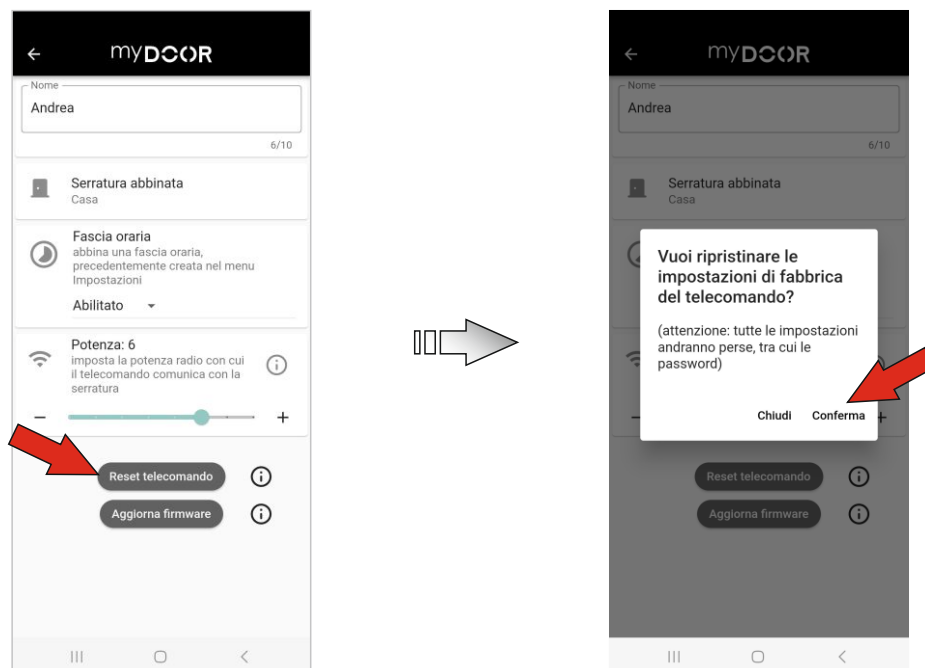 myDOOR
Nome
Andrea
6/10
Serratura abbinata
Casa
Fascia oraria
abbina una fascia oraria,
precedentemente creata nel menu
Impostazioni
Abilitato
Potenza: 6
imposta la potenza radio con cui
il telecomando comunica con la
serratura
Reset telecomando
Aggiorna firmware
myDOOR
Nome
Andrea
6/10
Serratura abbinata
Casa
Vuoi ripristinare le
impostazioni di fabbrica
del telecomando?
(attenzione: tutte le impostazioni
andranno perse, tra cui le
password)
Chiudi Conferma
Reset telecomando
Aggiorna firmware